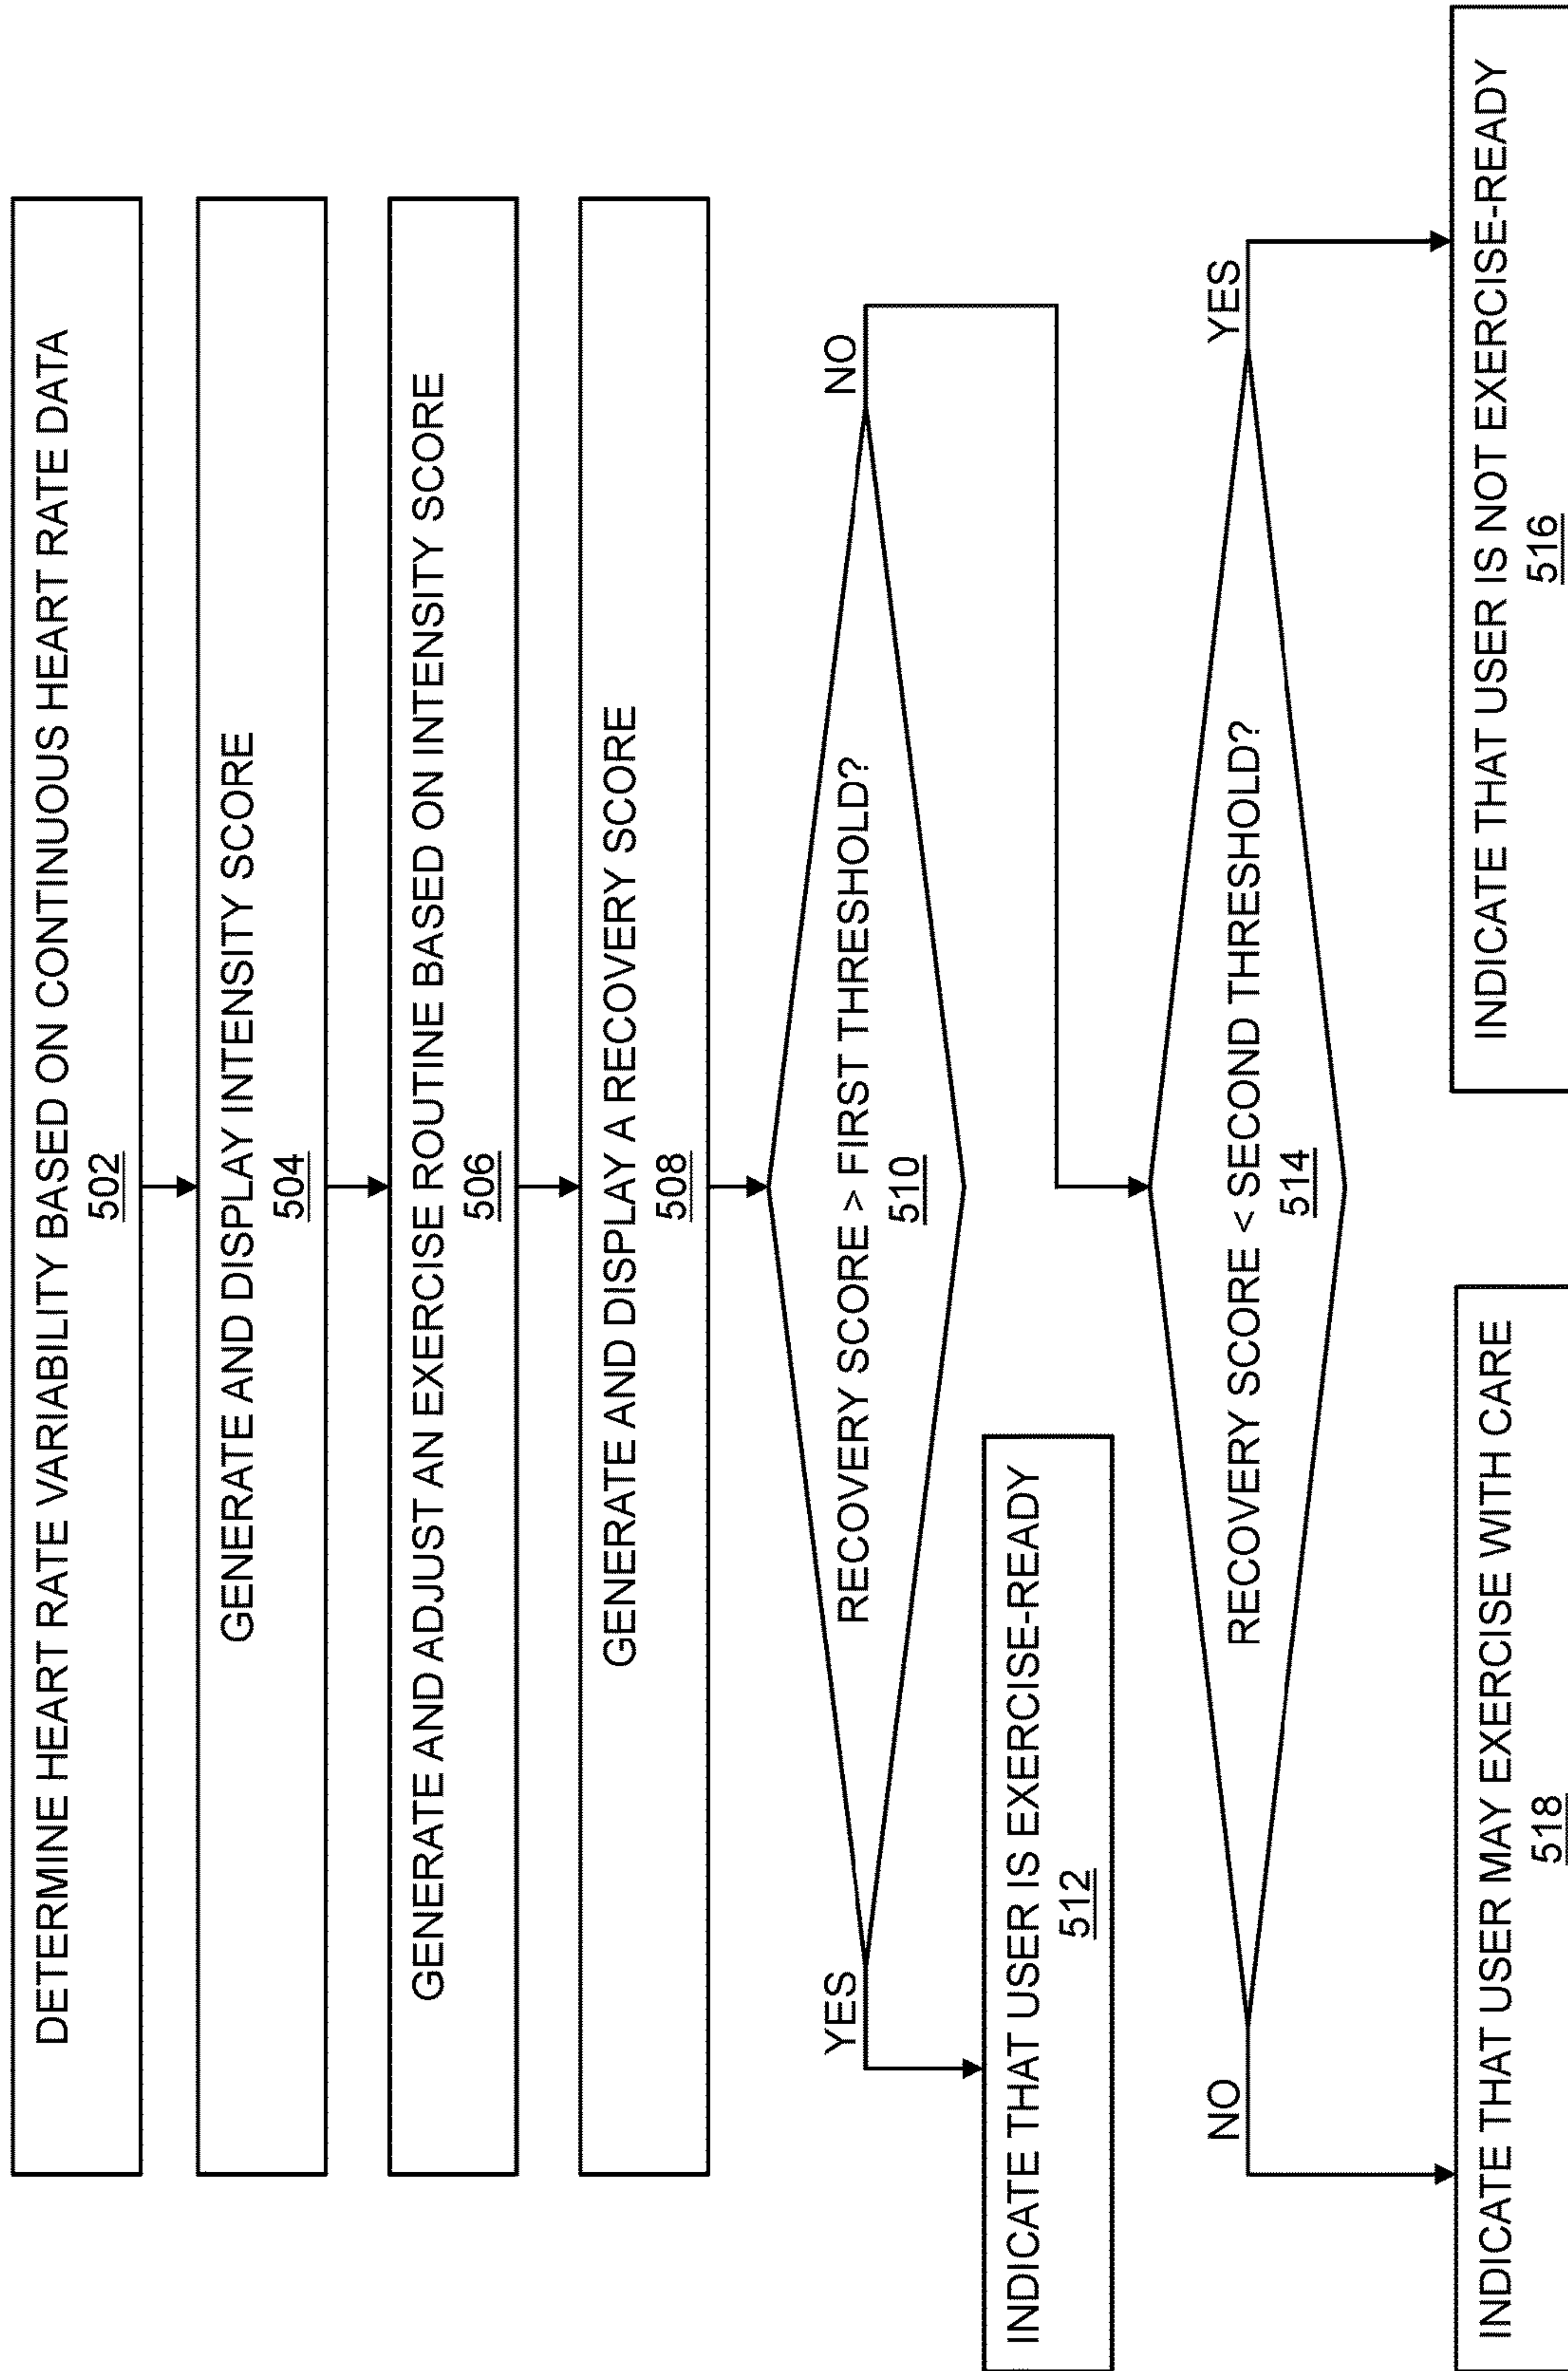 DETERMINE HEART RATE VARIABILITY BASED ON CONTINUOUS HEART RATE DATA
502
GENERATE AND DISPLAY INTENSITY SCORE
504
GENERATE AND ADJUST AN EXERCISE ROUTINE BASED ON INTENSITY SCORE
506
GENERATE AND DISPLAY A RECOVERY SCORE
508
YES
RECOVERY SCORE > FIRST THRESHOLD?
510
NO
INDICATE THAT USER IS EXERCISE-READY
512
NO
RECOVERY SCORE < SECOND THRESHOLD?
514
YES
INDICATE THAT USER MAY EXERCISE WITH CARE
518
INDICATE THAT USER IS NOT EXERCISE-READY
516